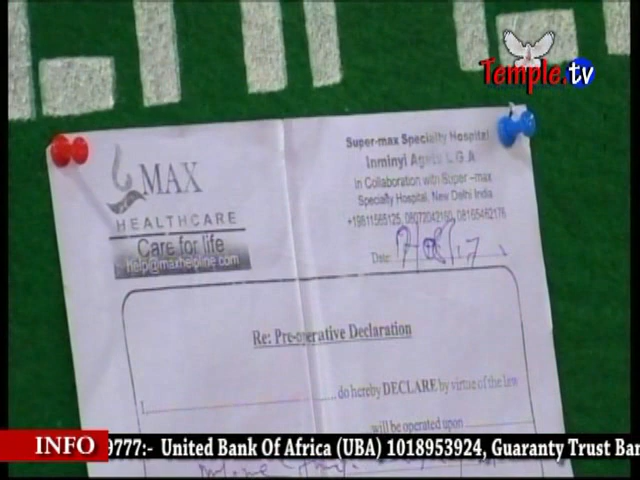 Temple.tv
Super-max Specialty Hospital
Inminyi L.G.A
in Collaboration with Super-max
Specialty Hospital, New Delhi India
MAX
HEALTHCARE
Care for life
help@maxhelpline.com
Date:
Re: Pre-operative Declaration
I, do hereby DECLARE by virtue of the law
will be operated upon
INFO 9777:- United Bank Of Africa (UBA) 1018953924, Guaranty Trust Ban